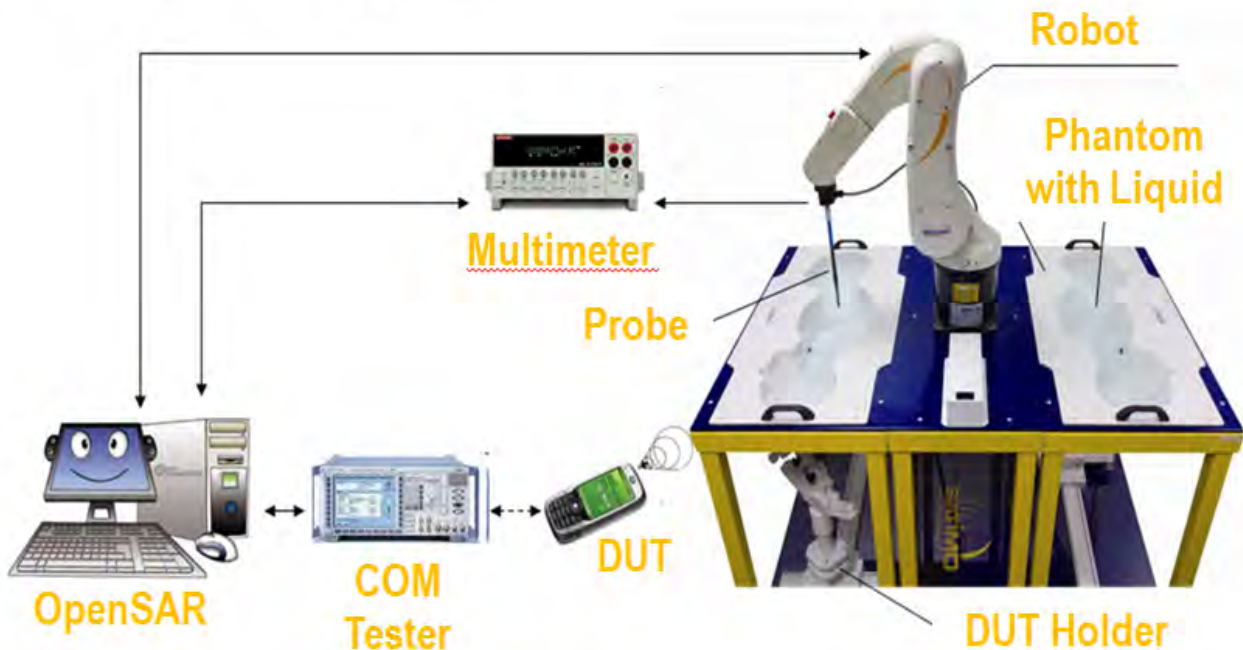 Robot
Phantom
with Liquid
Multimeter
Probe
OpenSAR
COM
Tester
DUT
DUT Holder